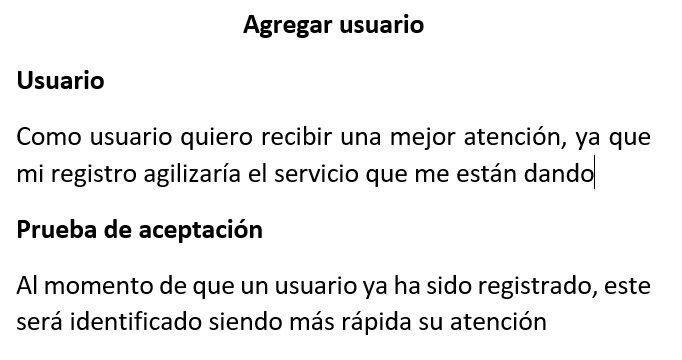 Agregar usuario
Usuario
Como usuario quiero recibir una mejor atención, ya que
mi registro agilizaría el servicio que me están dando
Prueba de aceptación
Al momento de que un usuario ya ha sido registrado, este
será identificado siendo más rápida su atención